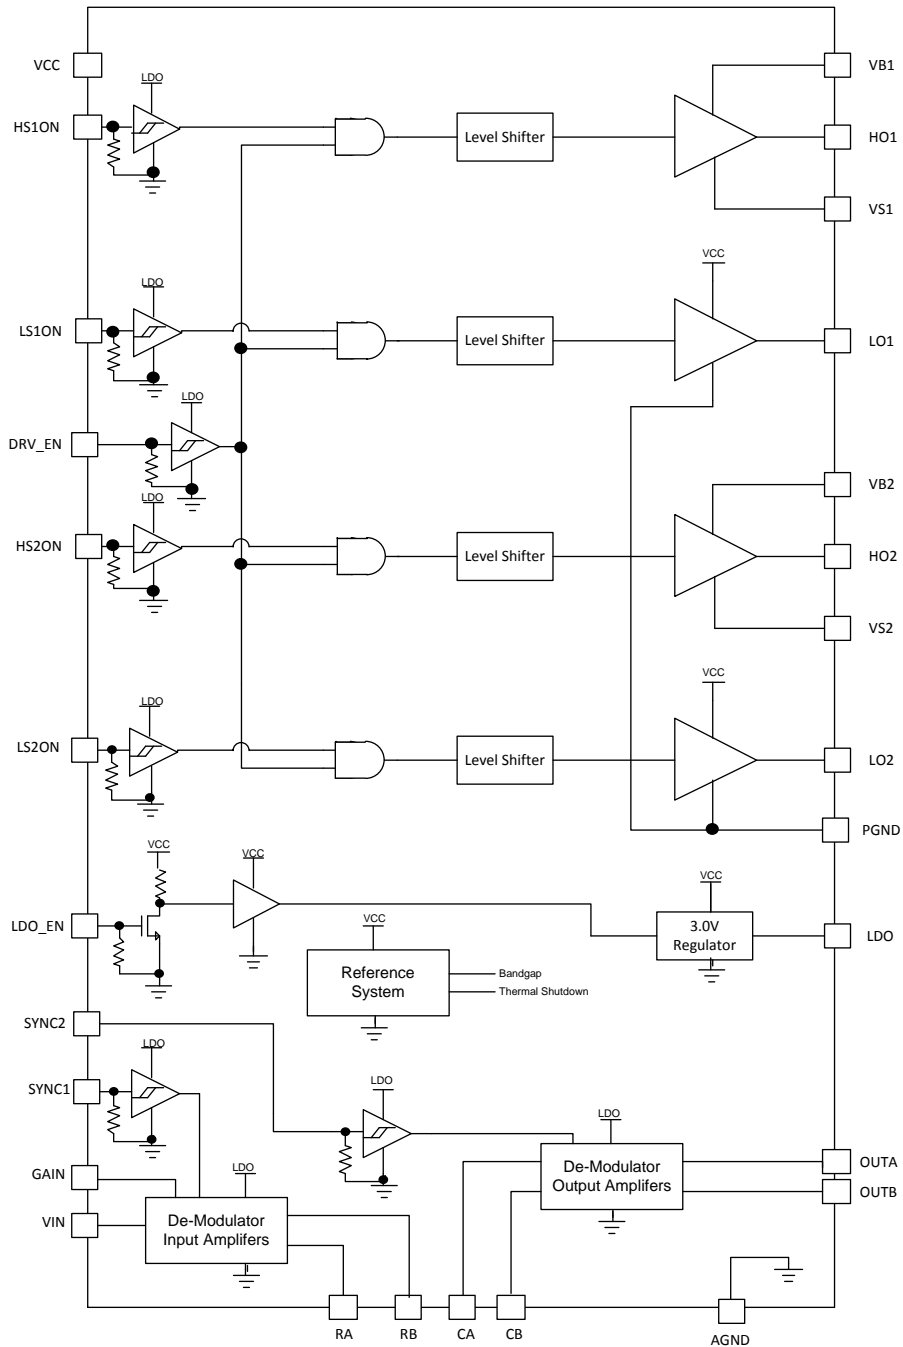 VCC
VB1
LDO
HS1ON
Level Shifter
HO1
VS1
VCC
LDO
LS1ON
Level Shifter
LO1
LDO
DRV_EN
VB2
LDO
HS2ON
Level Shifter
HO2
VS2
VCC
LDO
LS2ON
Level Shifter
LO2
PGND
VCC
VCC
VCC
LDO_EN
3.0V
Regulator
LDO
VCC
Reference
System
Bandgap
Thermal Shutdown
SYNC2
LDO
SYNC1
LDO
LDO
De-Modulator
Output Amplifers
OUTA
OUTB
GAIN
LDO
VIN
De-Modulator
Input Amplifers
RA
RB
CA
CB
AGND